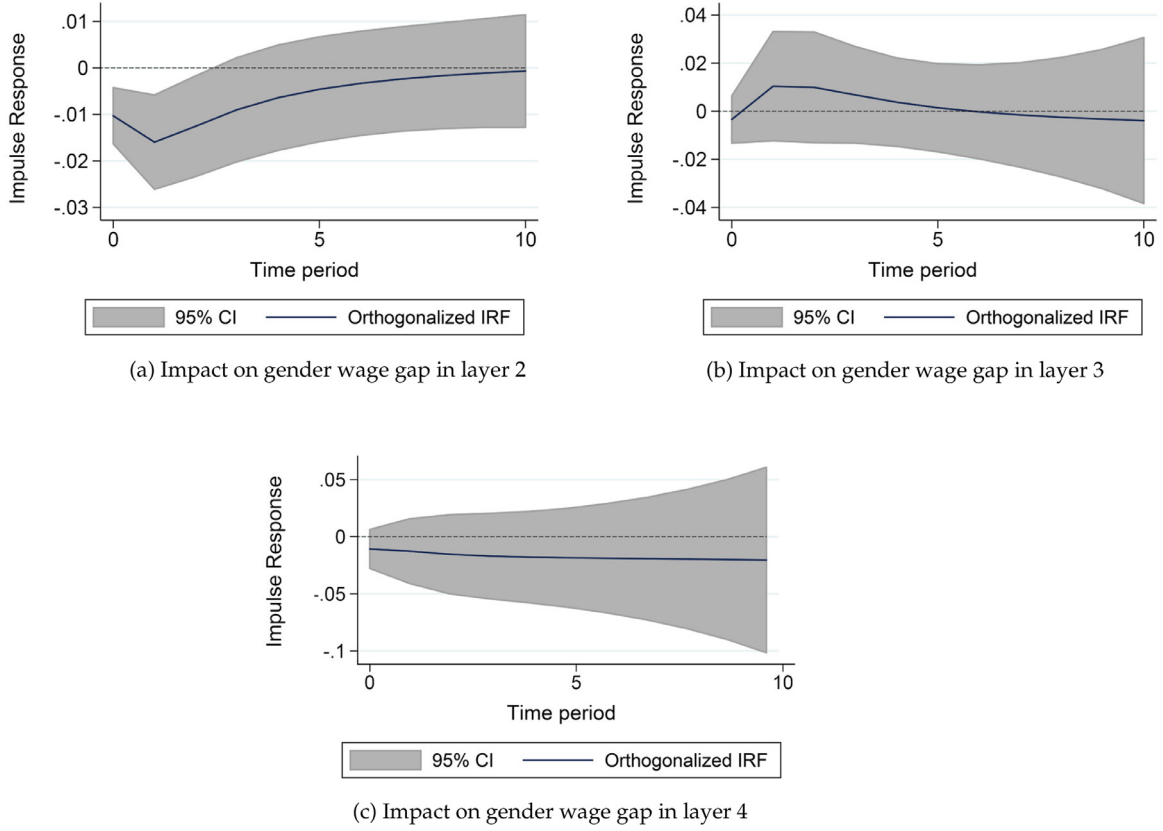 .01
0
-.01
-.02
-.03
Impulse Response
0 5 10
Time period
95% CI Orthogonalized IRF
(a) Impact on gender wage gap in layer 2
.04
.02
0
-.02
-.04
Impulse Response
0 5 10
Time period
95% CI Orthogonalized IRF
(b) Impact on gender wage gap in layer 3
.05
0
-.05
-.1
Impulse Response
0 5 10
Time period
95% CI Orthogonalized IRF
(c) Impact on gender wage gap in layer 4